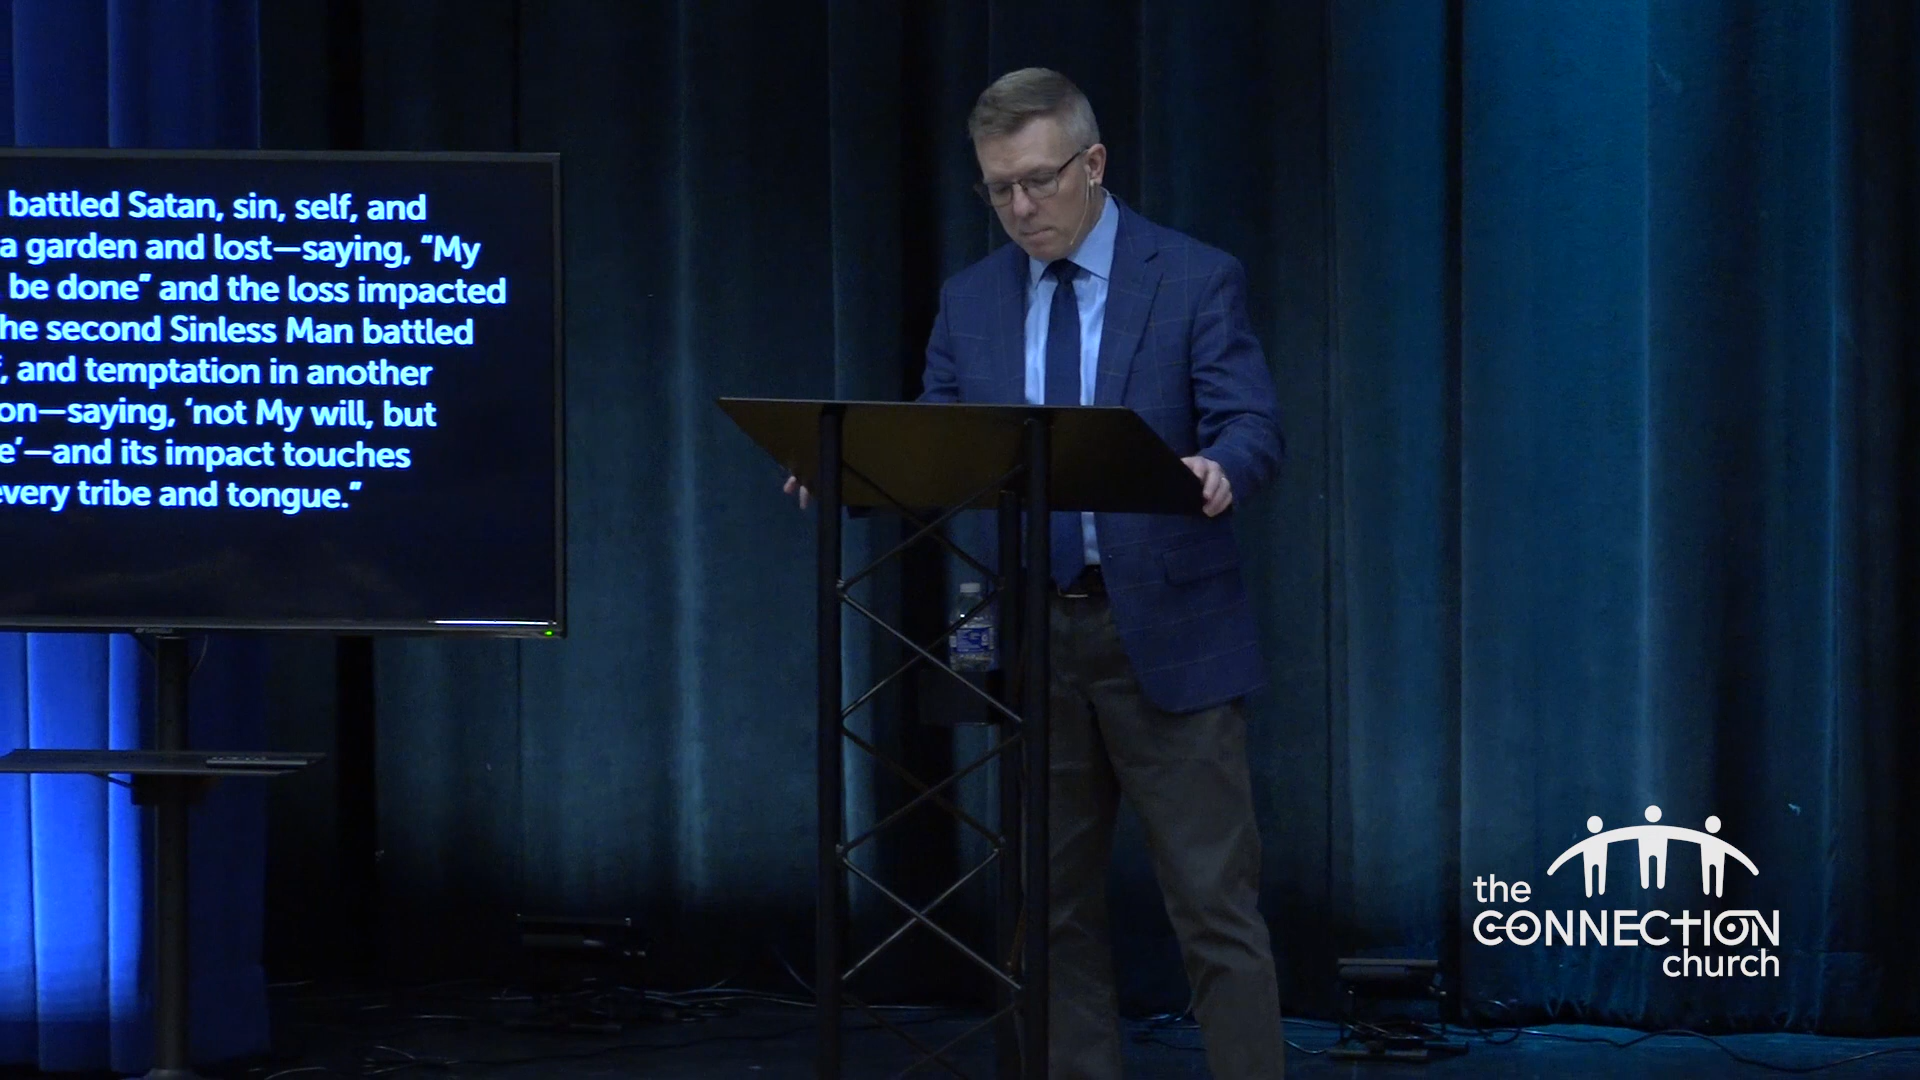 battled Satan, sin, self, and
a garden and lost—saying, “My
be done” and the loss impacted
he second Sinless Man battled
, and temptation in another
on—saying, ‘not My will, but
e’—and its impact touches
every tribe and tongue.”
the
CONNECTION
church